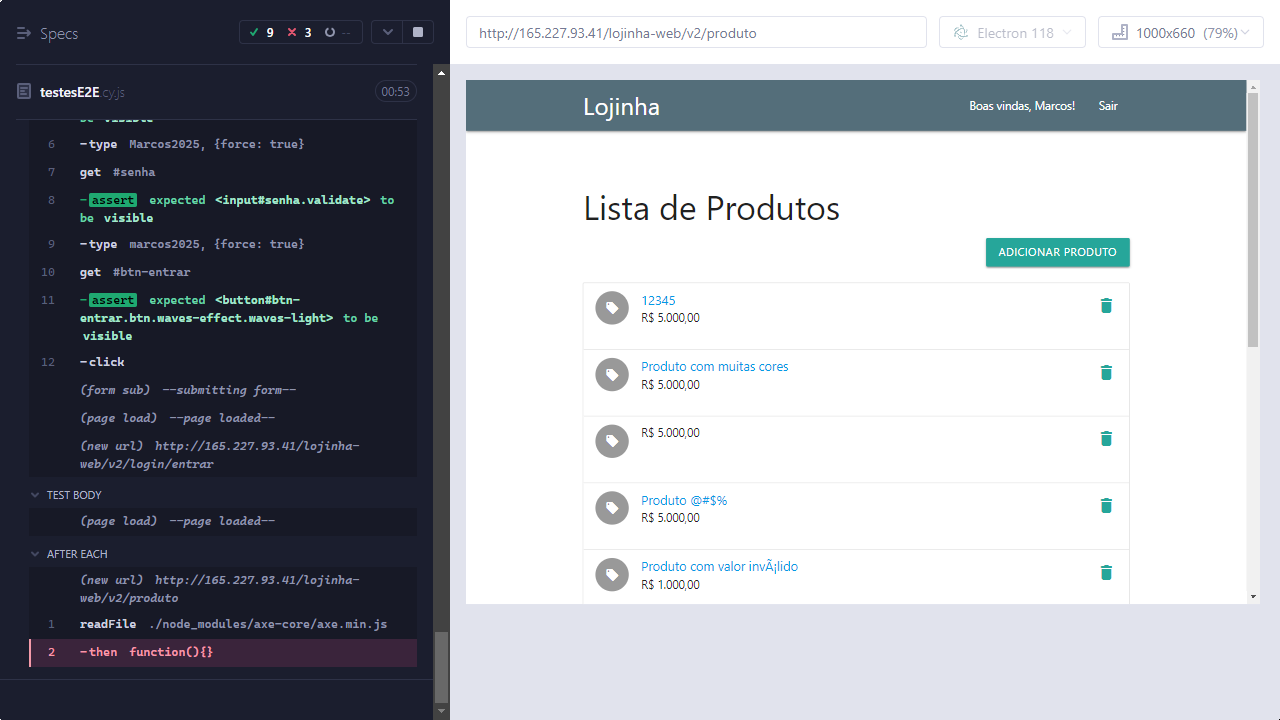 Specs
9
3
--
testesE2E.cy.js
00:53
be visible
6 -type Marcos2025, {force: true}
7 get #senha
8 -assert expected <input#senha.validate> to
be visible
9 -type marcos2025, {force: true}
10 get #btn-entrar
11 -assert expected <button#btn-
entrar.btn.waves-effect.waves-light> to be
visible
12 -click
(form sub) --submitting form--
(page load) --page loaded--
(new url) http://165.227.93.41/lojinha-
web/v2/login/entrar
TEST BODY
(page load) --page loaded--
AFTER EACH
(new url) http://165.227.93.41/lojinha-
web/v2/produto
1 readFile ./node_modules/axe-core/axe.min.js
2 -then function(){}
http://165.227.93.41/lojinha-web/v2/produto
Electron 118
1000x660 (79%)
Lojinha
Boas vindas, Marcos!
Sair
Lista de Produtos
ADICIONAR PRODUTO
12345
R$ 5.000,00
Produto com muitas cores
R$ 5.000,00
R$ 5.000,00
Produto @#$%
R$ 5.000,00
Produto com valor invÃ¡lido
R$ 1.000,00